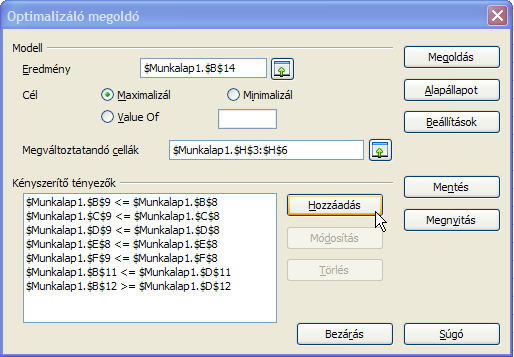 Optimalizáló megoldó
Modell
Eredmény $Munkalap1.$B$14
Megoldás
Cél Maximalizál Minimalizál
Alapállapot
Value Of
Beállítások
Megváltoztatandó cellák $Munkalap1.$H$3:$H$6
Kényszerítő tényezők
$Munkalap1.$B$9 <= $Munkalap1.$B$8
$Munkalap1.$C$9 <= $Munkalap1.$C$8
$Munkalap1.$D$9 <= $Munkalap1.$D$8
$Munkalap1.$E$8 <= $Munkalap1.$E$8
$Munkalap1.$F$9 <= $Munkalap1.$F$8
$Munkalap1.$B$11 <= $Munkalap1.$D$11
$Munkalap1.$B$12 >= $Munkalap1.$D$12
Hozzáadás
Módosítás
Törlés
Mentés
Megnyitás
Bezárás
Súgó